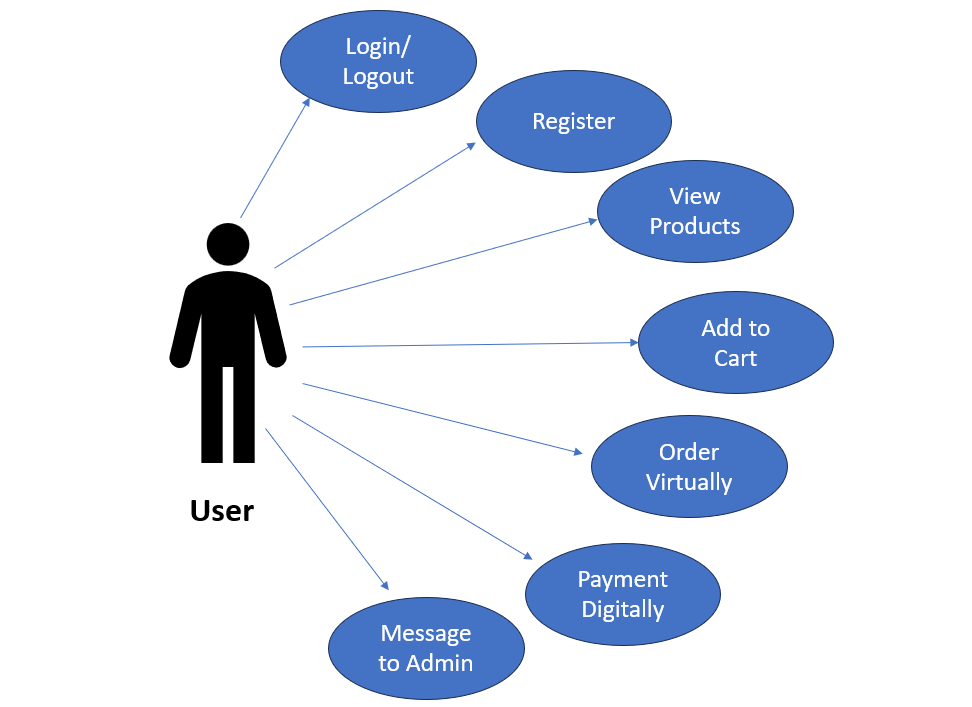 Login/
Logout
Register
View
Products
Add to
Cart
Order
Virtually
User
Payment
Digitally
Message
to Admin